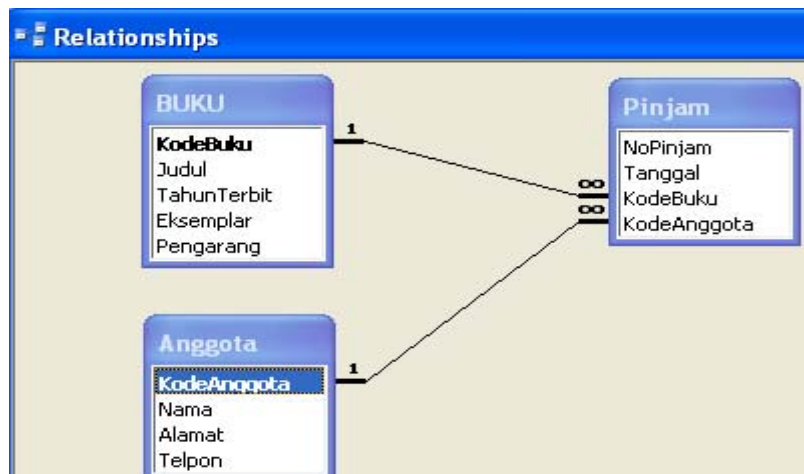 Relationships
BUKU
KodeBuku
Judul
TahunTerbit
Eksemplar
Pengarang
1
Pinjam
NoPinjam
Tanggal
KodeBuku
KodeAnggota
∞
∞
Anggota
KodeAnggota
Nama
Alamat
Telpon
1